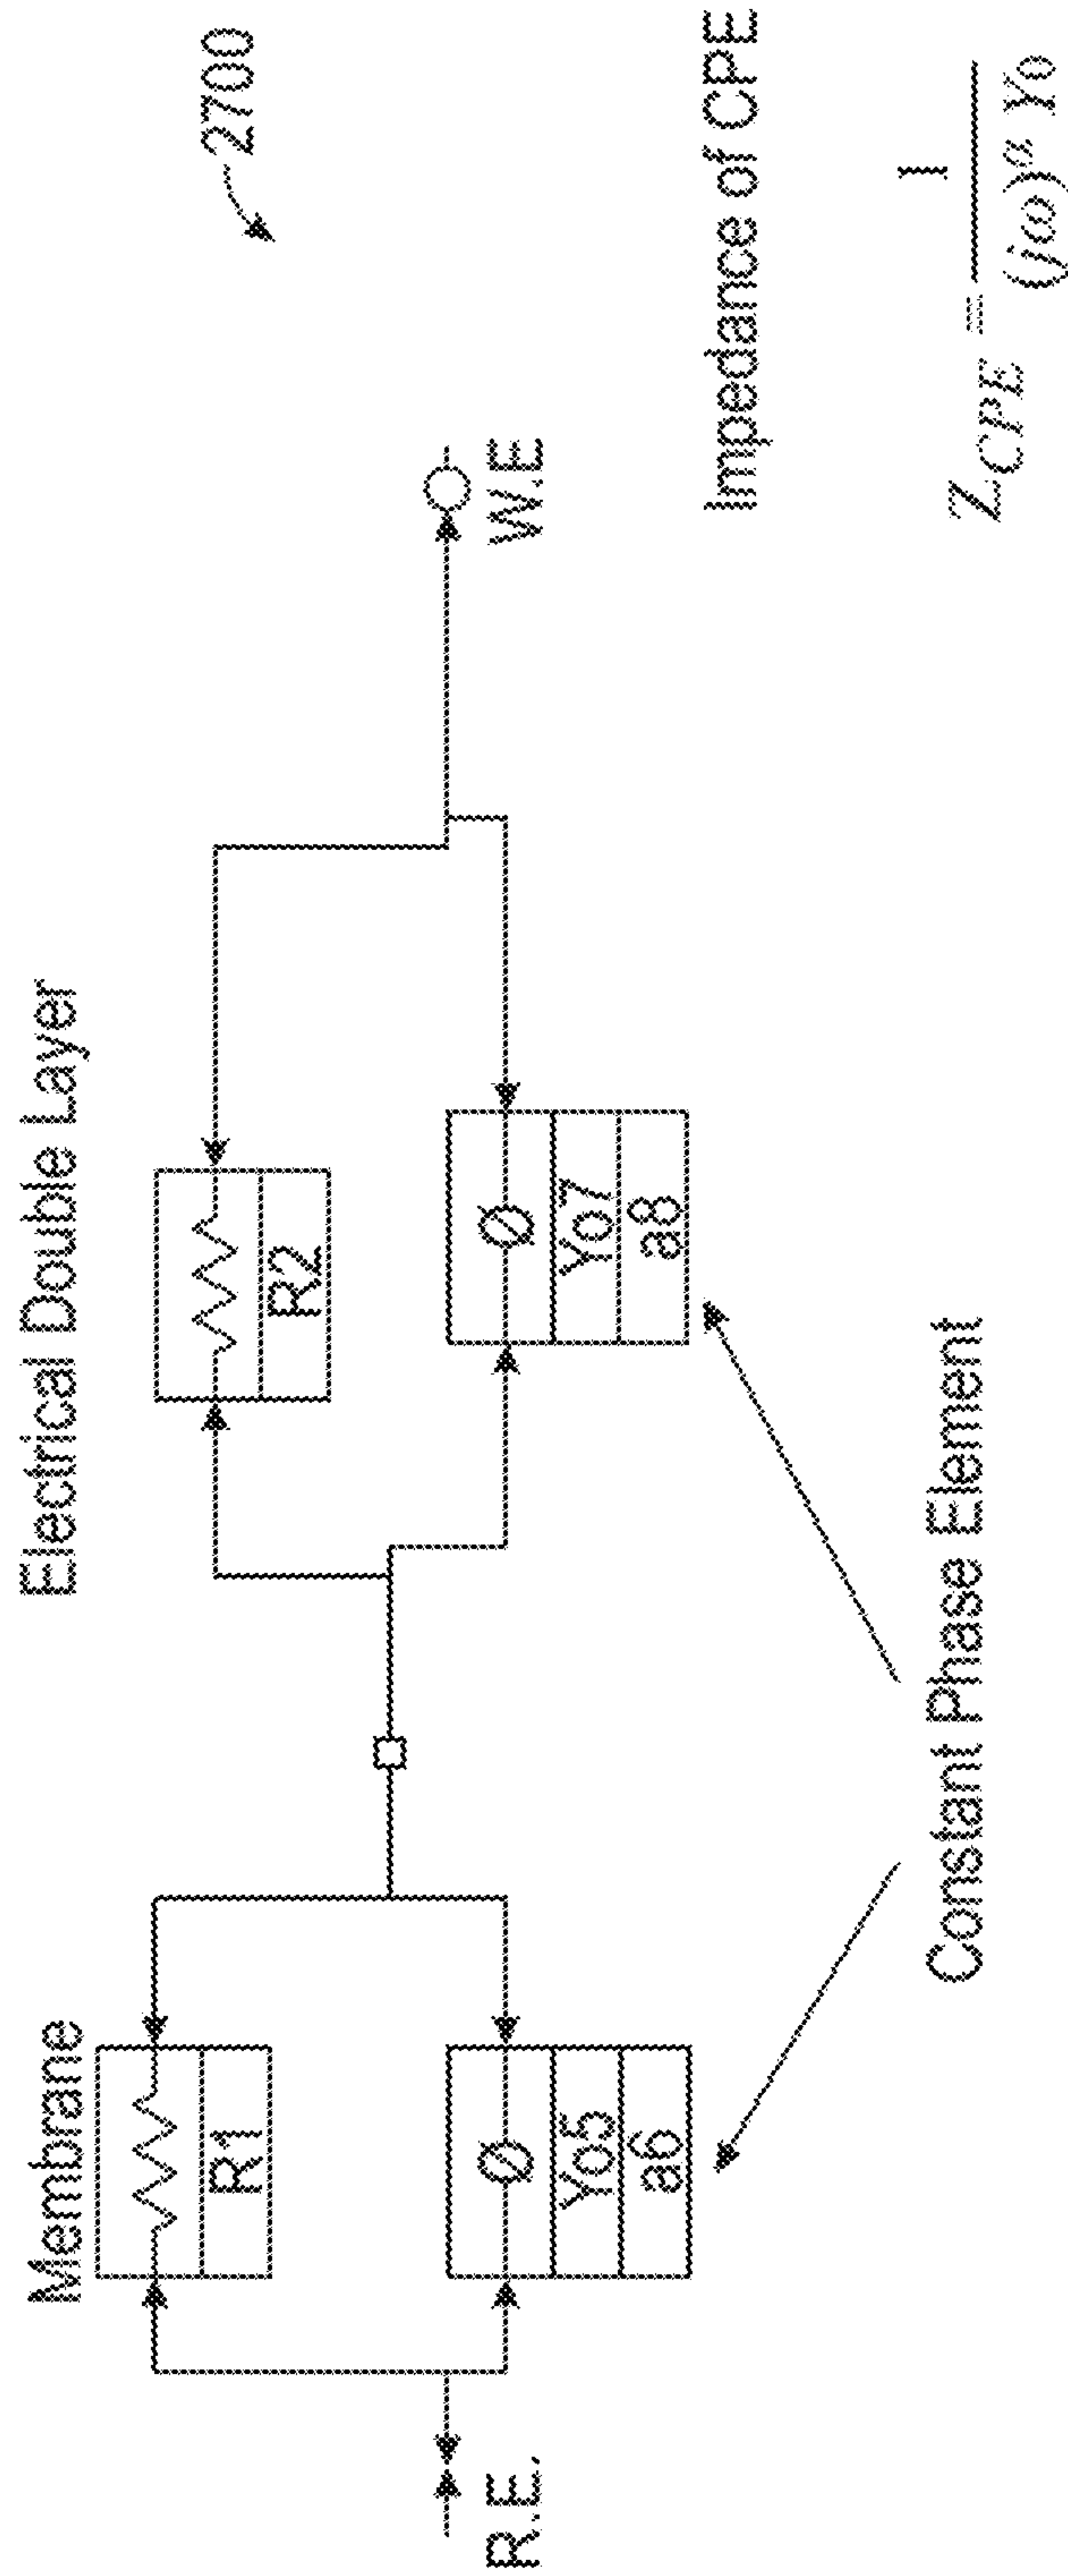 2700
Electrical Double Layer
Membrane
R1
R2
R.E.
W.E
Yo5
a6
Yo7
a8
Ø
Ø
Constant Phase Element
Impedance of CPE
Z_CPE = 1 / (jω)^α Y0